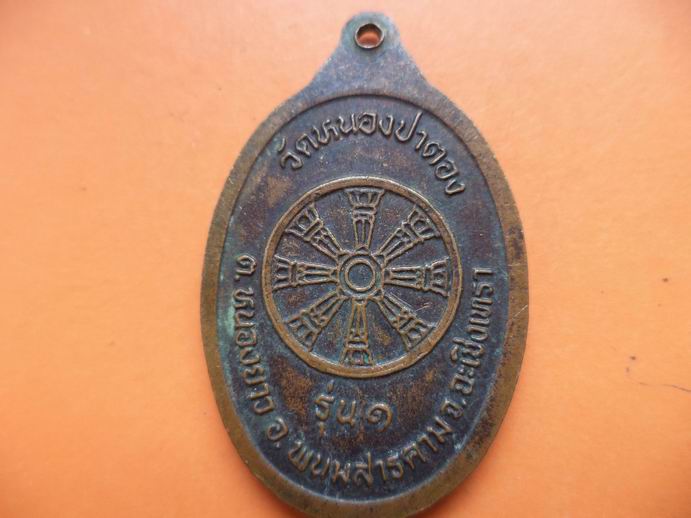 วัดหนองปาตอง
รุ่น ๑
ต.หนองยาว อ.พนมสารคาม จ.ฉะเชิงเทรา